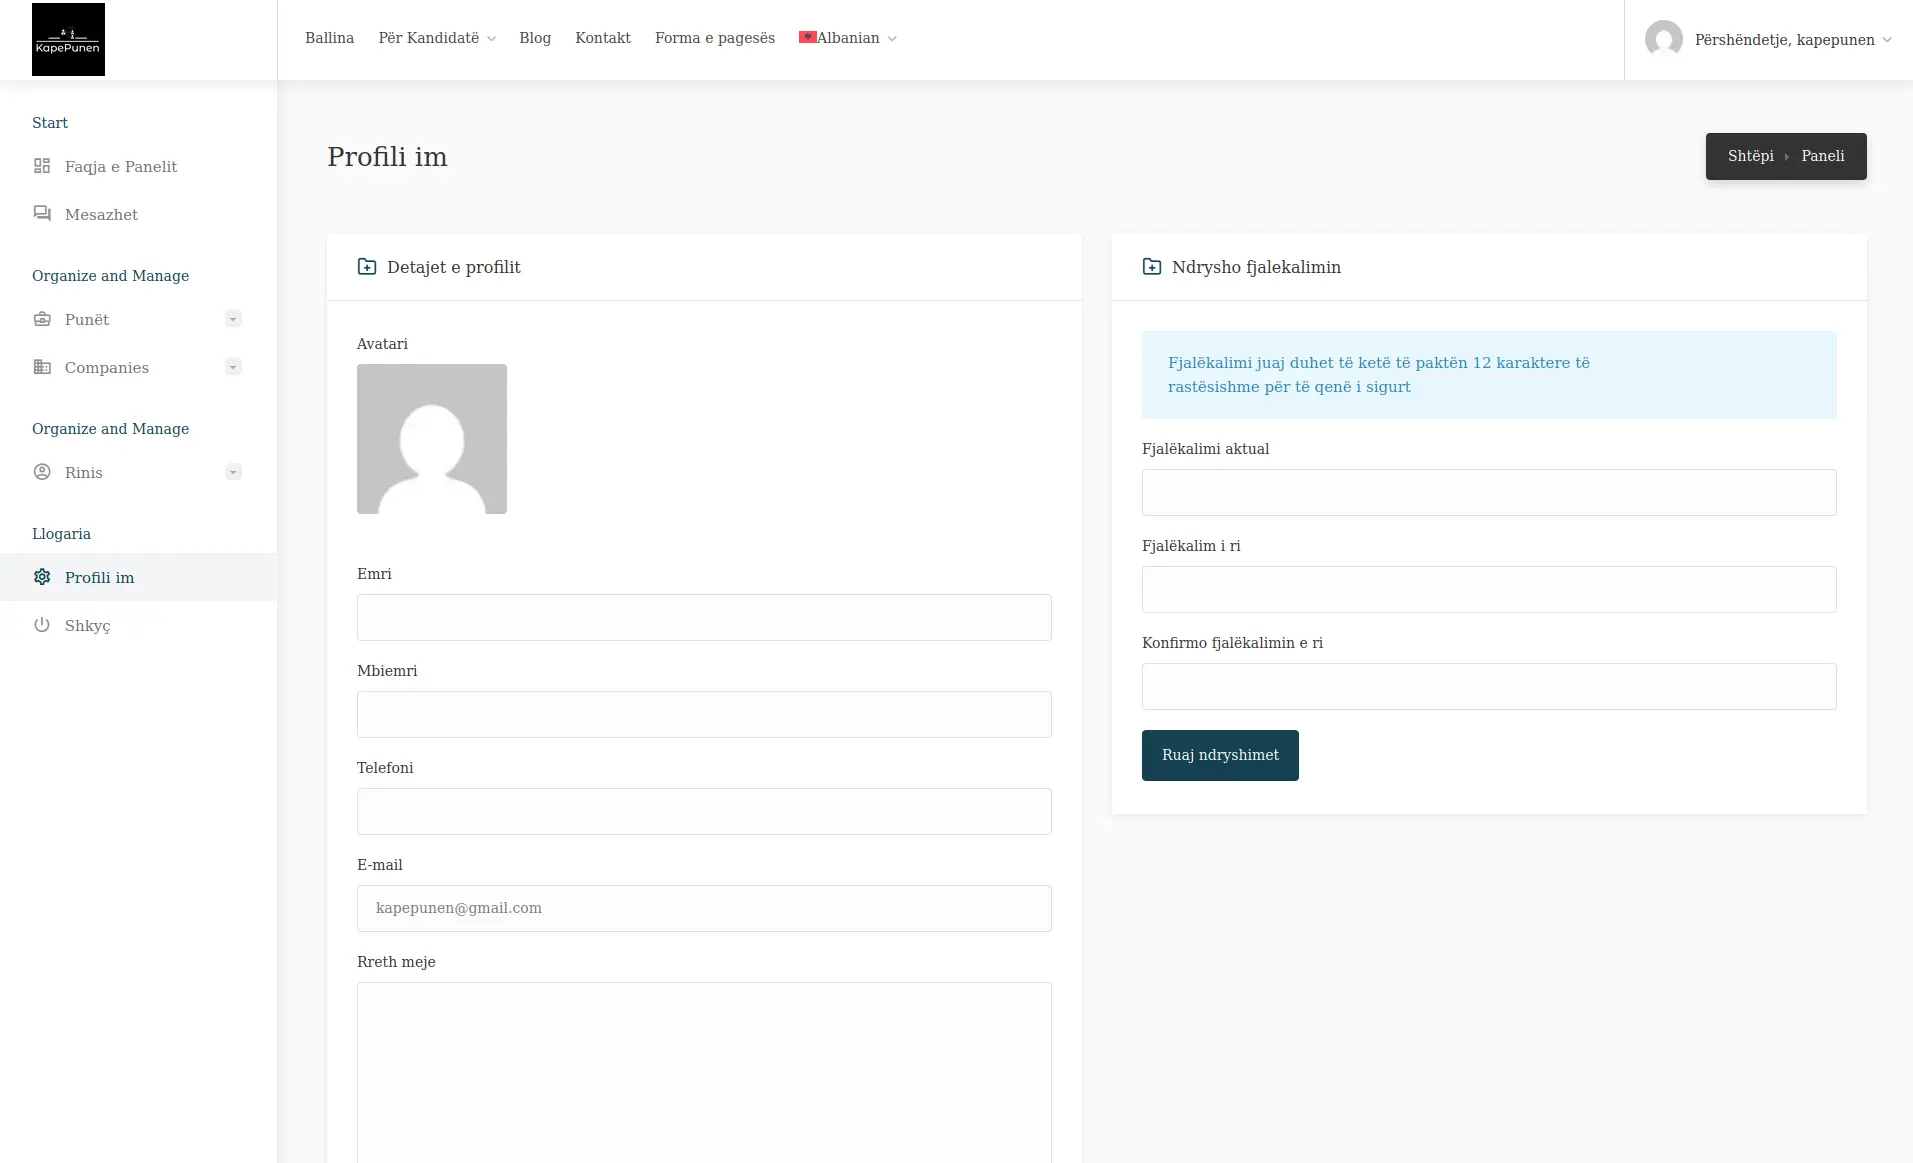 KapePunen
Ballina
Për Kandidatë
Blog
Kontakt
Forma e pagesës
Albanian
Përshëndetje, kapepunen
Start
Faqja e Panelit
Mesazhet
Organize and Manage
Punët
Companies
Organize and Manage
Rinis
Llogaria
Profili im
Shkyç
Profili im
Shtëpi
Paneli
Detajet e profilit
Avatari
Emri
Mbiemri
Telefoni
E-mail
kapepunen@gmail.com
Rreth meje
Ndrysho fjalekalimin
Fjalëkalimi juaj duhet të ketë të paktën 12 karaktere të
rastësishme për të qenë i sigurt
Fjalëkalimi aktual
Fjalëkalim i ri
Konfirmo fjalëkalimin e ri
Ruaj ndryshimet